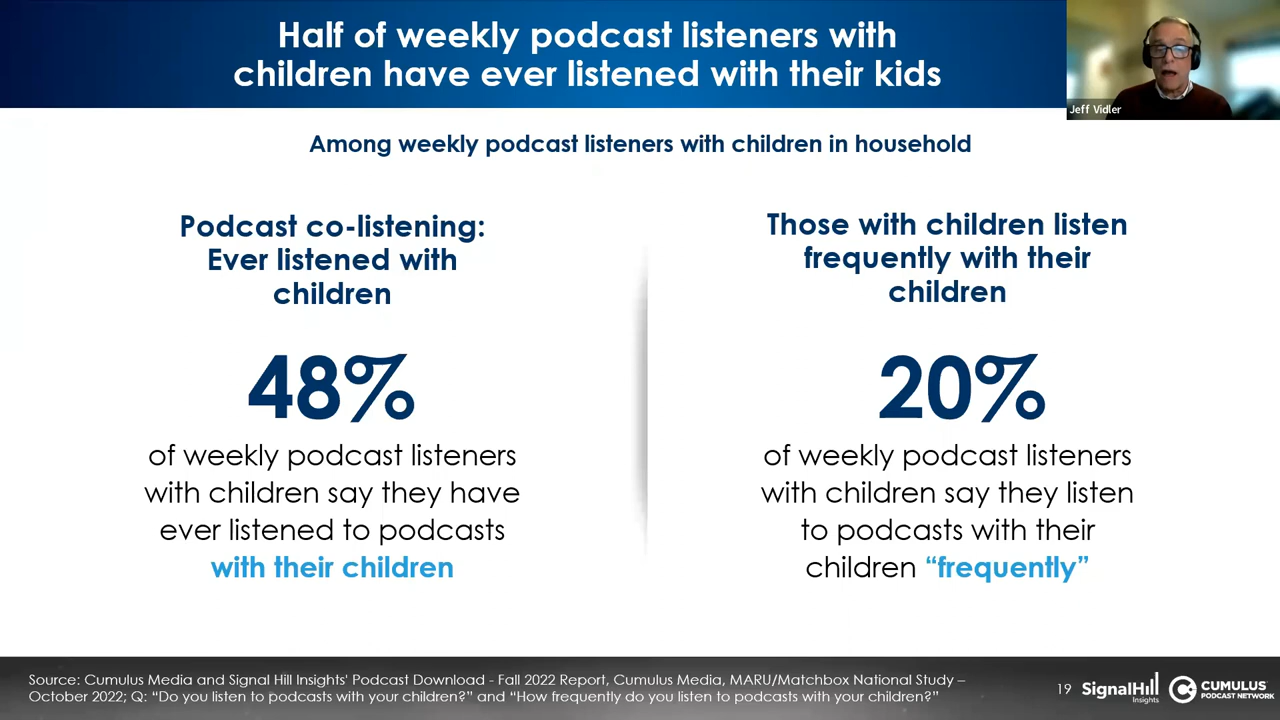 Half of weekly podcast listeners with
children have ever listened with their kids
Jeff Vidler
Among weekly podcast listeners with children in household
Podcast co-listening:
Ever listened with
children
48%
of weekly podcast listeners
with children say they have
ever listened to podcasts
with their children
Those with children listen
frequently with their
children
20%
of weekly podcast listeners
with children say they listen
to podcasts with their
children “frequently”
Source: Cumulus Media and Signal Hill Insights' Podcast Download - Fall 2022 Report, Cumulus Media, MARU/Matchbox National Study –
October 2022; Q: “Do you listen to podcasts with your children?” and “How frequently do you listen to podcasts with your children?”
19
SignalHill
Insights
CUMULUS
PODCAST NETWORK